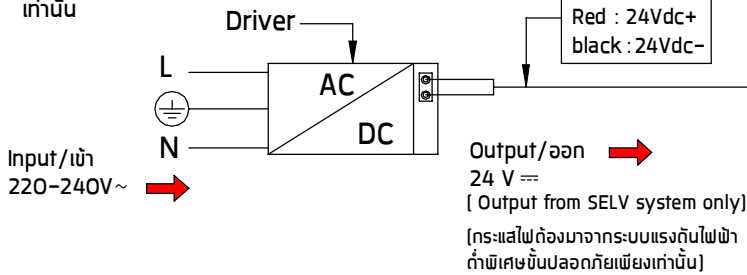 เท่านั้น
Driver
Red : 24Vdc+
black : 24Vdc-
L
AC
DC
N
Input/เข้า
220-240V~
Output/ออก
24 V ⎓
[ Output from SELV system only]
[กระแสไฟต้องมาจากระบบแรงดันไฟฟ้า
ต่ำพิเศษขั้นปลอดภัยเพียงเท่านั้น]